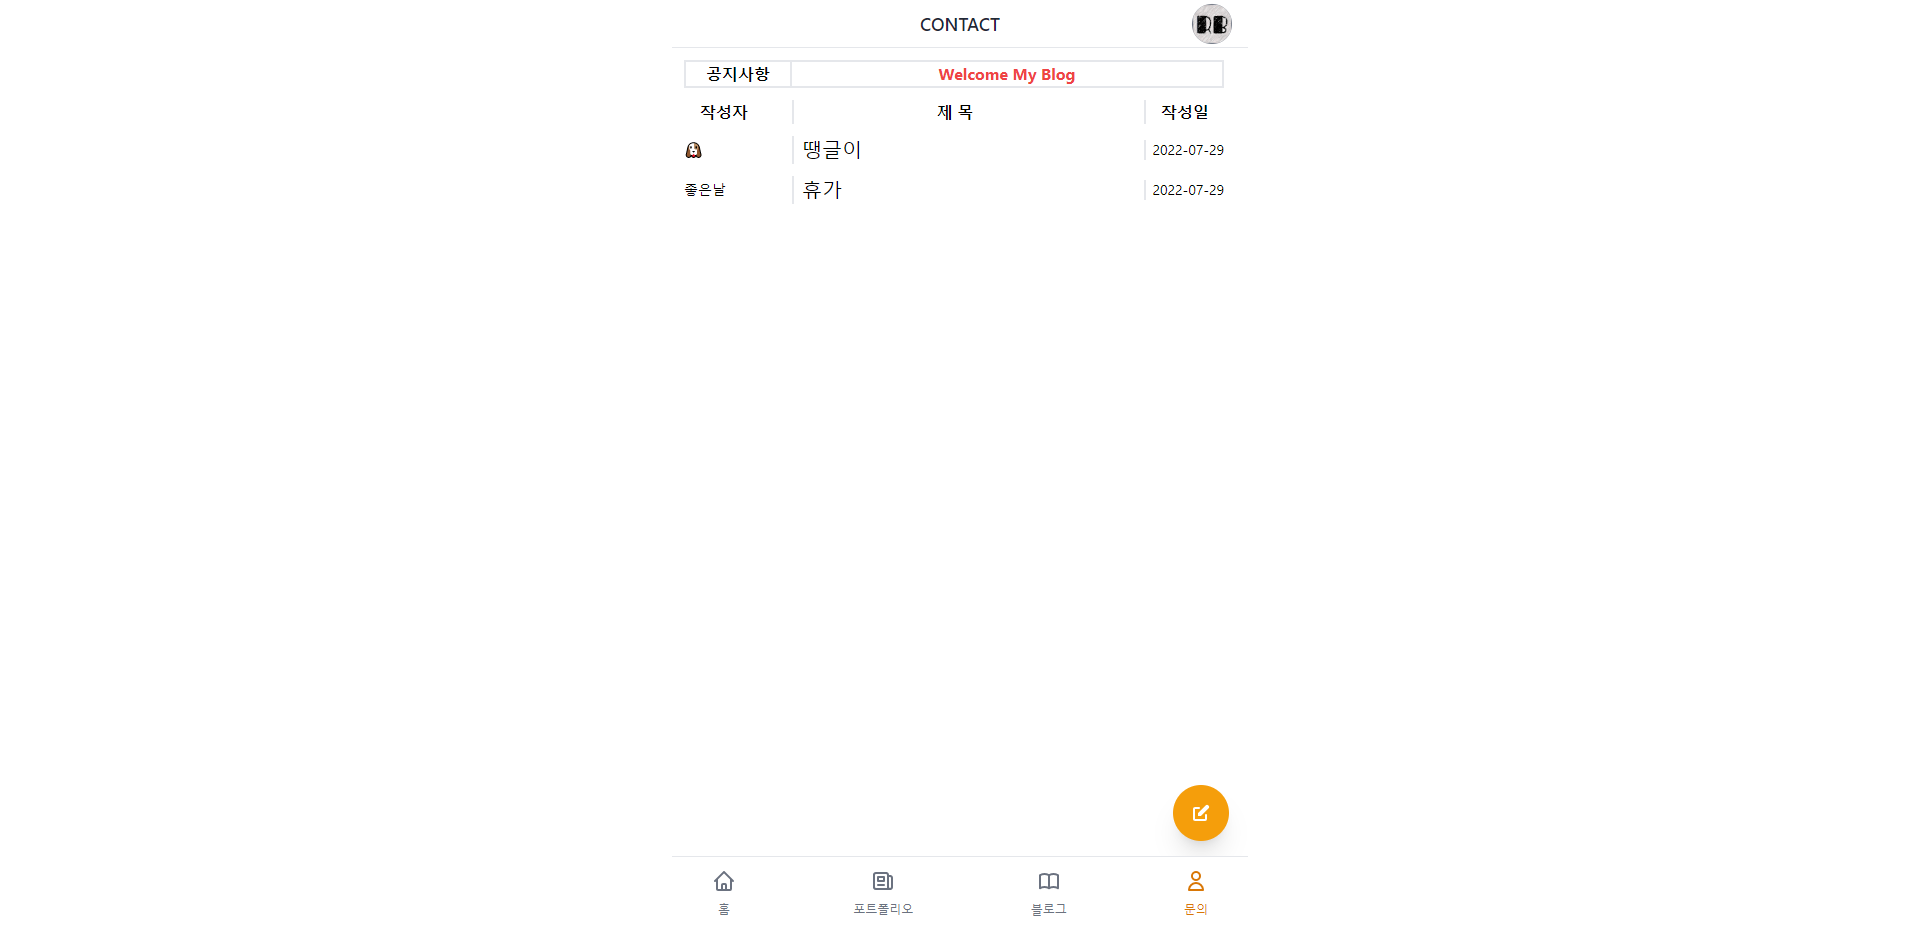 CONTACT
공지사항 Welcome My Blog
작성자 제 목 작성일
땡글이 2022-07-29
좋은날 휴가 2022-07-29
홈 포트폴리오 블로그 문의